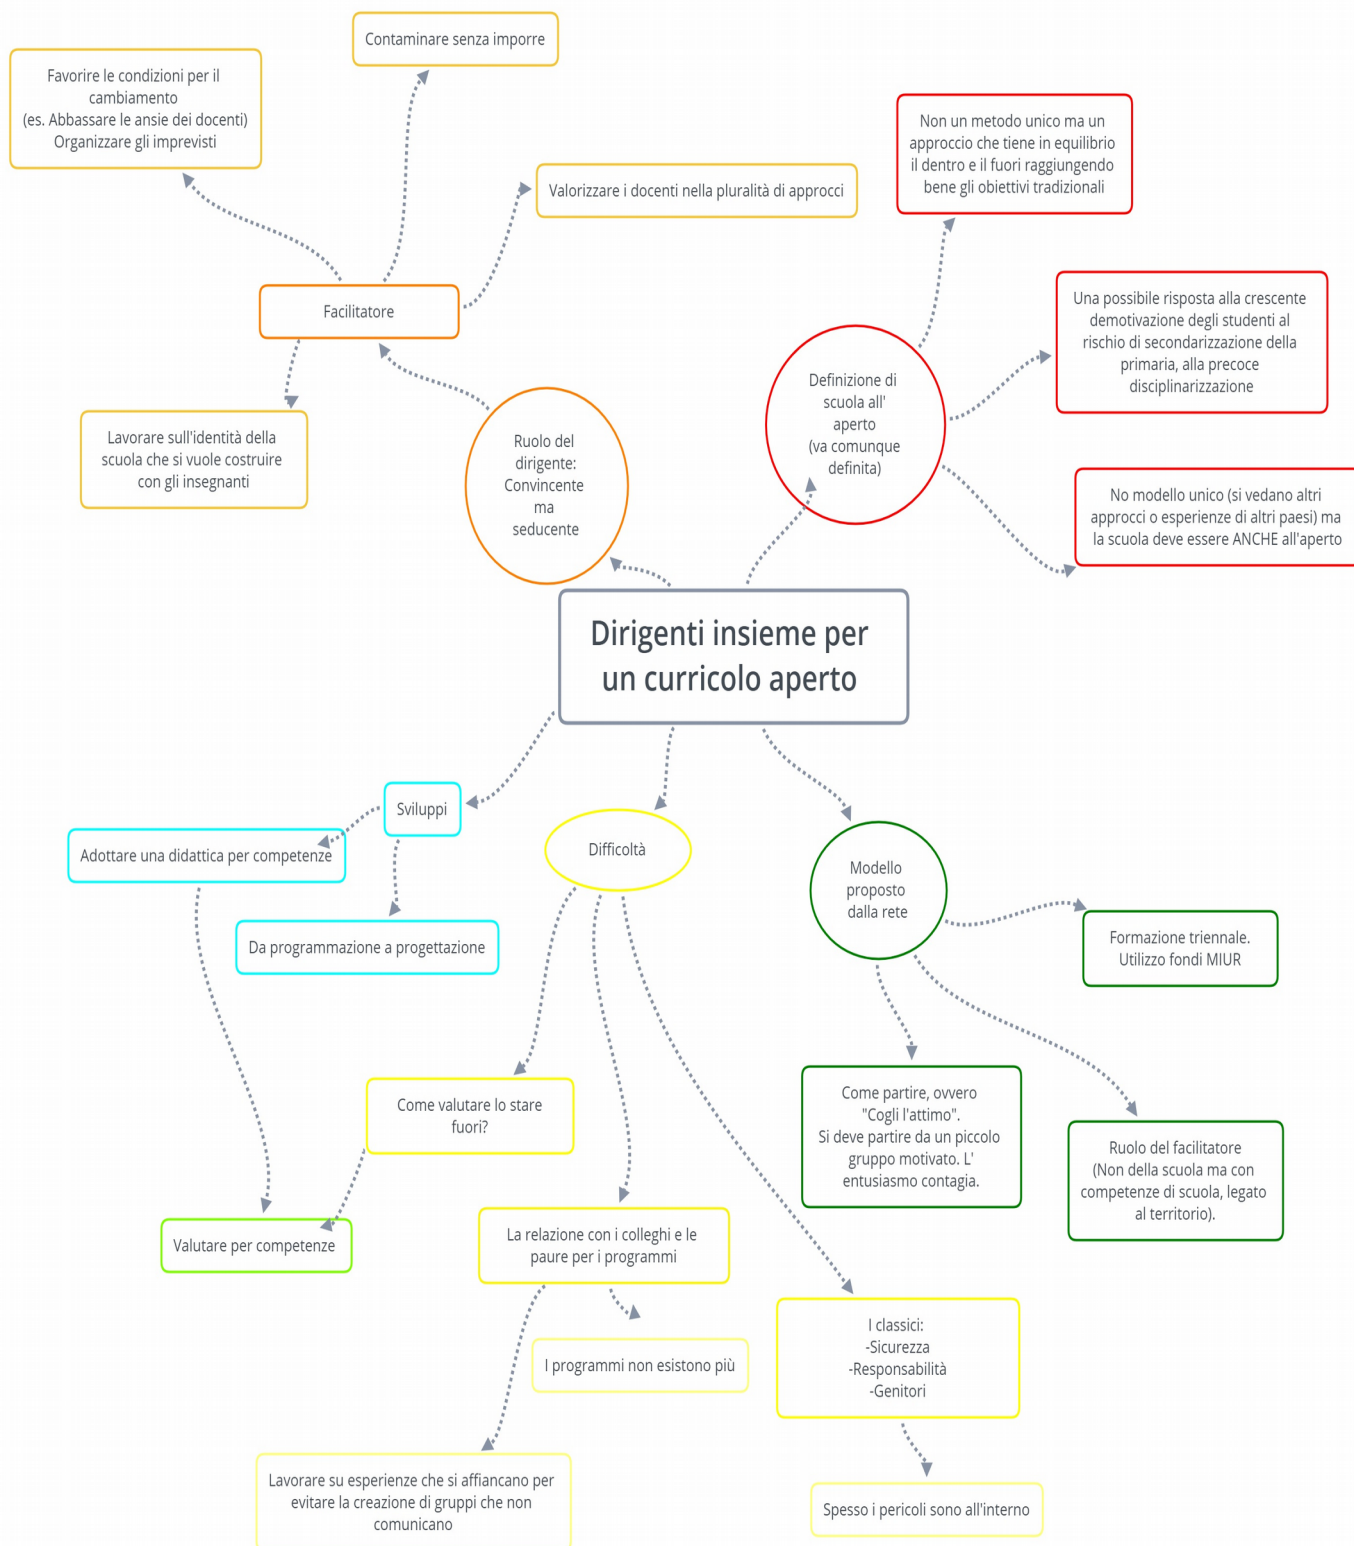 Contaminare senza imporre
Favorire le condizioni per il
cambiamento
(es. Abbassare le ansie dei docenti)
Organizzare gli imprevisti
Valorizzare i docenti nella pluralità di approcci
Facilitatore
Lavorare sull'identità della
scuola che si vuole costruire
con gli insegnanti
Ruolo del
dirigente:
Convincente
ma
seducente
Definizione di
scuola all'
aperto
(va comunque
definita)
Non un metodo unico ma un
approccio che tiene in equilibrio
il dentro e il fuori raggiungendo
bene gli obiettivi tradizionali
Una possibile risposta alla crescente
demotivazione degli studenti al
rischio di secondarizzazione della
primaria, alla precoce
disciplinarizzazione
No modello unico (si vedano altri
approcci o esperienze di altri paesi) ma
la scuola deve essere ANCHE all'aperto
Dirigenti insieme per
un curricolo aperto
Sviluppi
Adottare una didattica per competenze
Da programmazione a progettazione
Difficoltà
Modello
proposto
dalla rete
Formazione triennale.
Utilizzo fondi MIUR
Come partire, ovvero
"Cogli l'attimo".
Si deve partire da un piccolo
gruppo motivato. L'
entusiasmo contagia.
Ruolo del facilitatore
(Non della scuola ma con
competenze di scuola, legato
al territorio).
Come valutare lo stare
fuori?
Valutare per competenze
La relazione con i colleghi e le
paure per i programmi
I programmi non esistono più
I classici:
-Sicurezza
-Responsabilità
-Genitori
Lavorare su esperienze che si affiancano per
evitare la creazione di gruppi che non
comunicano
Spesso i pericoli sono all'interno